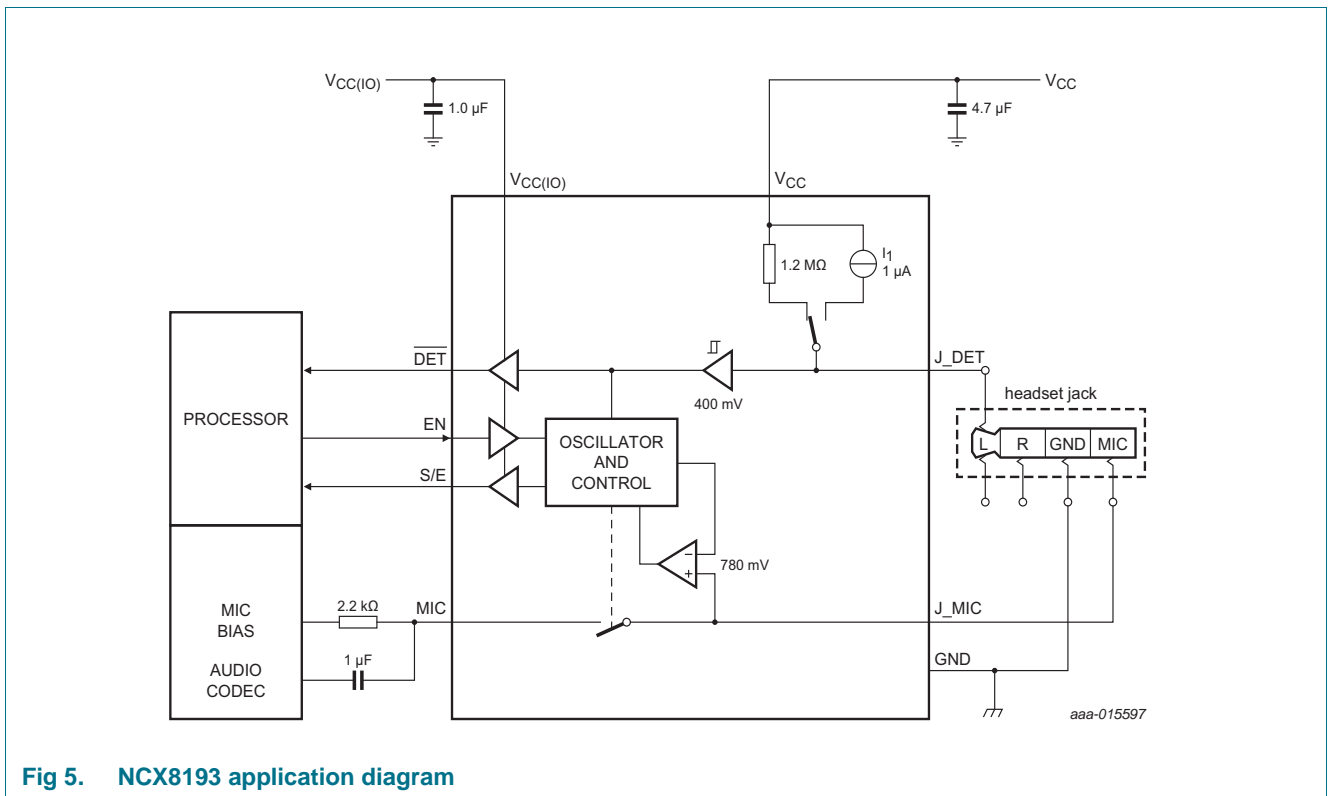 VCC(IO)
1.0 µF
VCC
4.7 µF
VCC(IO)
VCC
1.2 MΩ
I1
1 µA
DET
400 mV
J_DET
headset jack
PROCESSOR
EN
OSCILLATOR
AND
CONTROL
L R GND MIC
S/E
780 mV
MIC
BIAS
2.2 kΩ
MIC
J_MIC
AUDIO
CODEC
1 µF
GND
aaa-015597
Fig 5. NCX8193 application diagram